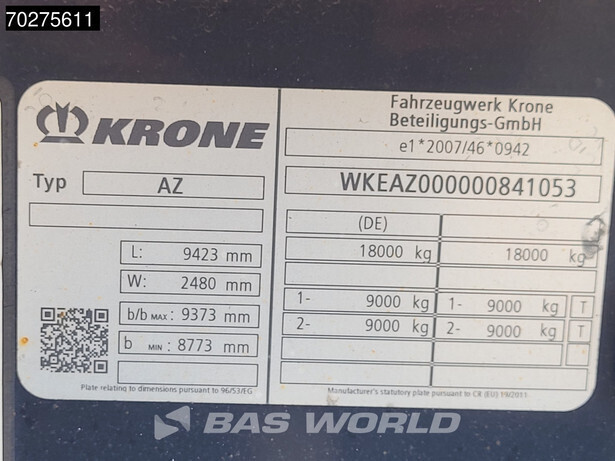 70275611
KRONE
Typ AZ
L: 9423 mm
W: 2480 mm
b/b MAX: 9373 mm
b MIN: 8773 mm
Plate relating to dimensions pursuant to 96/53/EG
Fahrzeugwerk Krone
Beteiligungs-GmbH
e1*2007/46*0942
WKEAZ000000841053
(DE)
18000 kg 18000 kg
1- 9000 kg 1- 9000 kg T
2- 9000 kg 2- 9000 kg T
Manufacturer's statutory plate pursuant to CR (EU) 19/2011
BAS WORLD